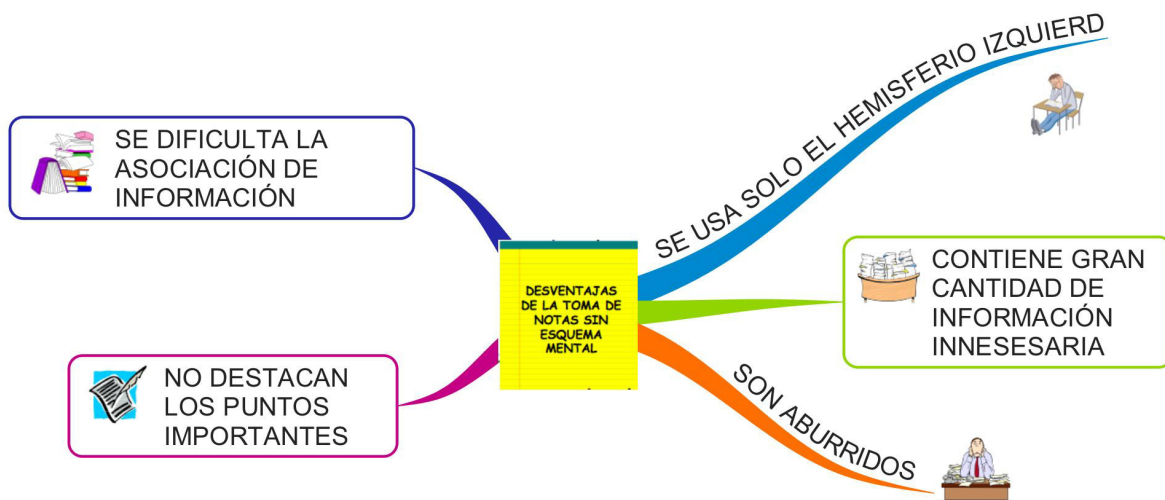 SE USA SOLO EL HEMISFERIO IZQUIERD
SE DIFICULTA LA
ASOCIACIÓN DE
INFORMACIÓN
DESVENTAJAS
DE LA TOMA DE
NOTAS SIN
ESQUEMA
MENTAL
CONTIENE GRAN
CANTIDAD DE
INFORMACIÓN
INNESESARIA
NO DESTACAN
LOS PUNTOS
IMPORTANTES
SON ABURRIDOS